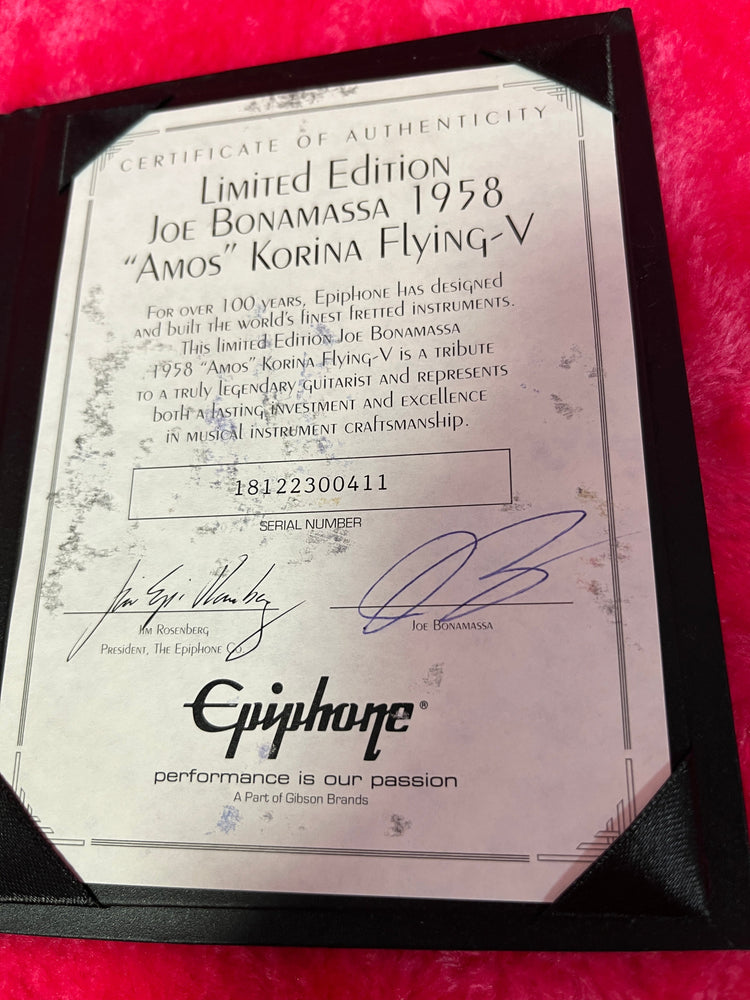 CERTIFICATE OF AUTHENTICITY
Limited Edition
Joe Bonamassa 1958
“Amos” Korina Flying-V
For over 100 years, Epiphone has designed
and built the world's finest fretted instruments.
This limited Edition Joe Bonamassa
1958 “Amos” Korina Flying-V is a tribute
to a truly legendary guitarist and represents
both a lasting investment and excellence
in musical instrument craftsmanship.
18122300411
SERIAL NUMBER
Jim "Epi" Rosenberg
Jim Rosenberg
Joe Bonamassa
President, The Epiphone Co.
Epiphone®
performance is our passion
A Part of Gibson Brands